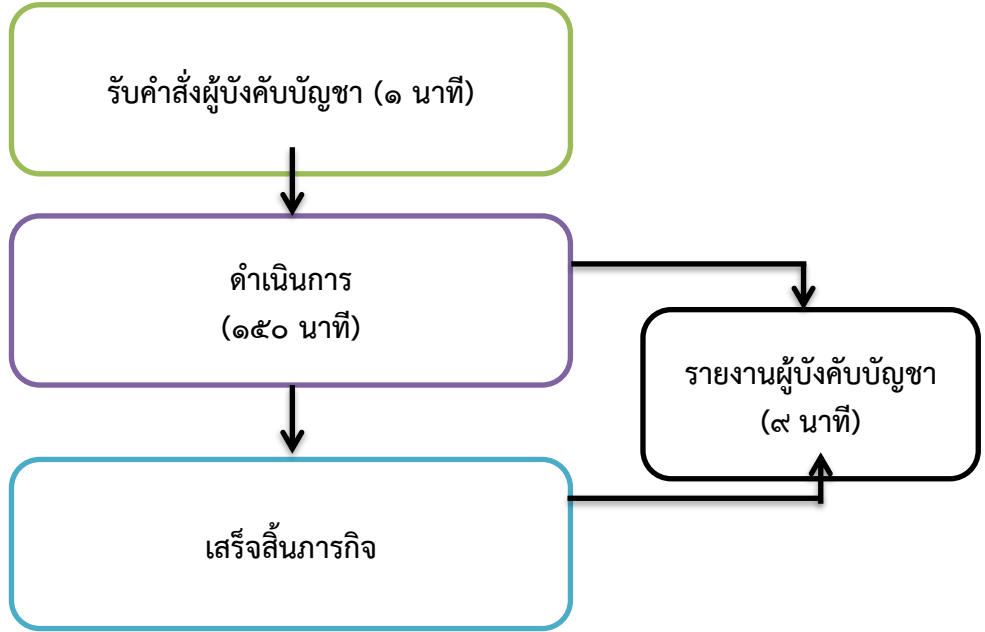 รับคำสั่งผู้บังคับบัญชา (๑ นาที)
ดำเนินการ
(๑๕๐ นาที)
รายงานผู้บังคับบัญชา
(๙ นาที)
เสร็จสิ้นภารกิจ